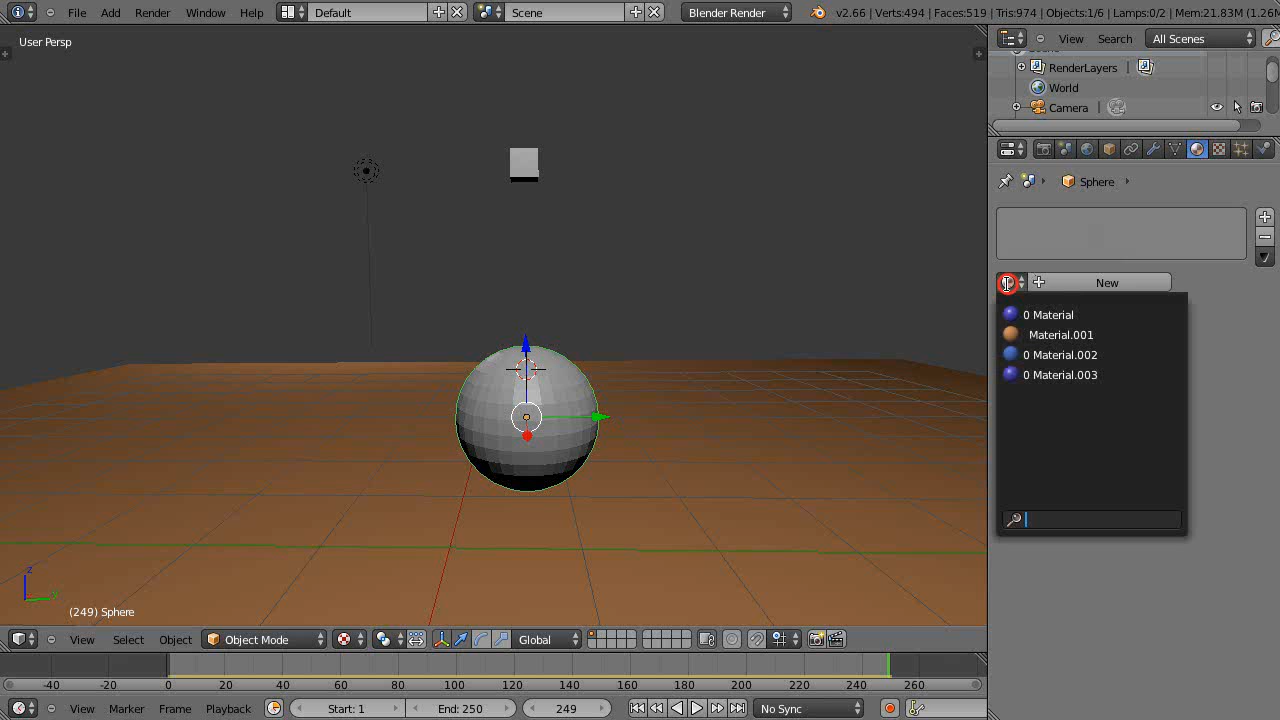 File Add Render Window Help Default Scene Blender Render v2.66 | Verts:494 | Faces:519 | Tris:974 | Objects:1/6 | Lamps:0/2 | Mem:21.83M (1.26M
User Persp
View Search All Scenes
RenderLayers |
World
Camera |
Sphere
New
0 Material
Material.001
0 Material.002
0 Material.003
z
y
(249) Sphere
View Select Object Object Mode Global
-40 -20 0 20 40 60 80 100 120 140 160 180 200 220 240 260
View Marker Frame Playback Start: 1 End: 250 249 No Sync